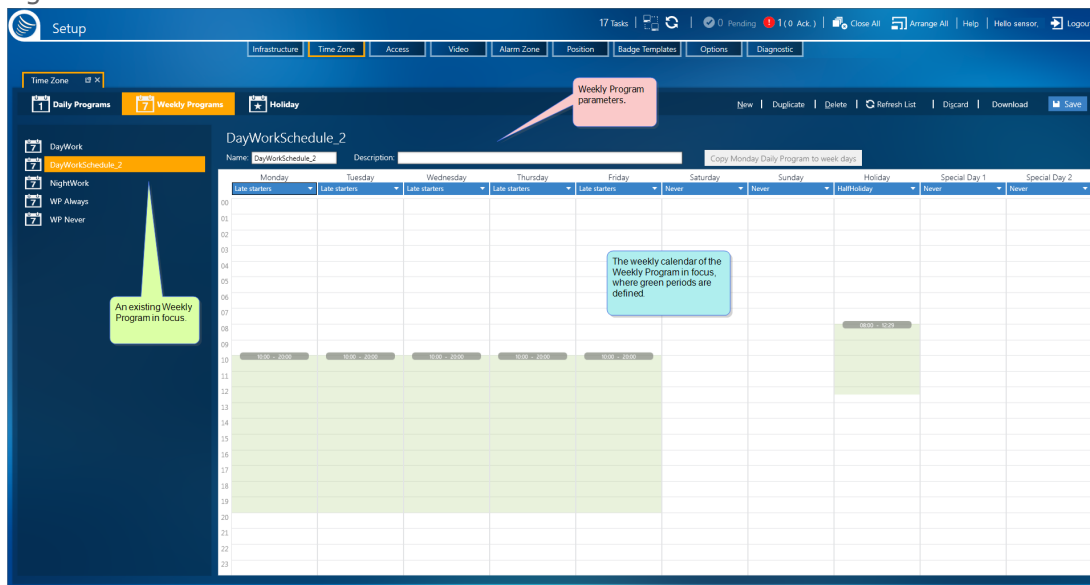 Setup
17 Tasks
0 Pending
1 ( 0 Ack. )
Close All
Arrange All
Help
Hello sensor,
Logout
Infrastructure
Time Zone
Access
Video
Alarm Zone
Position
Badge Templates
Options
Diagnostic
Time Zone
Daily Programs
Weekly Programs
Holiday
Weekly Program
parameters.
New
Duplicate
Delete
Refresh List
Discard
Download
Save
DayWork
DayWorkSchedule_2
NightWork
WP Always
WP Never
An existing Weekly
Program in focus.
DayWorkSchedule_2
Name: DayWorkSchedule_2 Description:
Copy Monday Daily Program to week days
Monday Tuesday Wednesday Thursday Friday Saturday Sunday Holiday Special Day 1 Special Day 2
Late starters Late starters Late starters Late starters Late starters Never Never HalfHoliday Never Never
00
01
02
03
The weekly calendar of the
Weekly Program in focus,
where green periods are
defined.
04
05
06
07
08:00 - 12:29
08
09
10:00 - 20:00 10:00 - 20:00 10:00 - 20:00 10:00 - 20:00 10:00 - 20:00
10
11
12
13
14
15
16
17
18
19
20
21
22
23